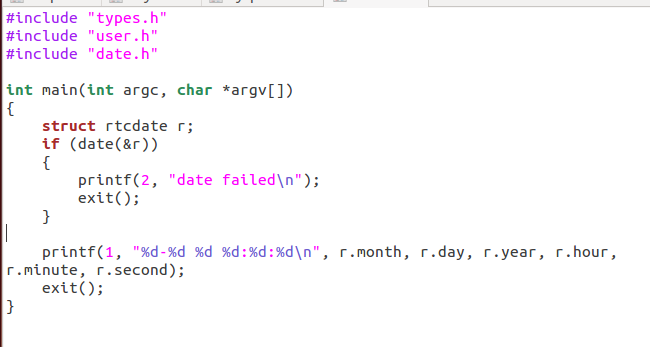 #include "types.h"
#include "user.h"
#include "date.h"

int main(int argc, char *argv[])
{
    struct rtcdate r;
    if (date(&r))
    {
        printf(2, "date failed\n");
        exit();
    }

    printf(1, "%d-%d %d %d:%d:%d\n", r.month, r.day, r.year, r.hour,
r.minute, r.second);
    exit();
}